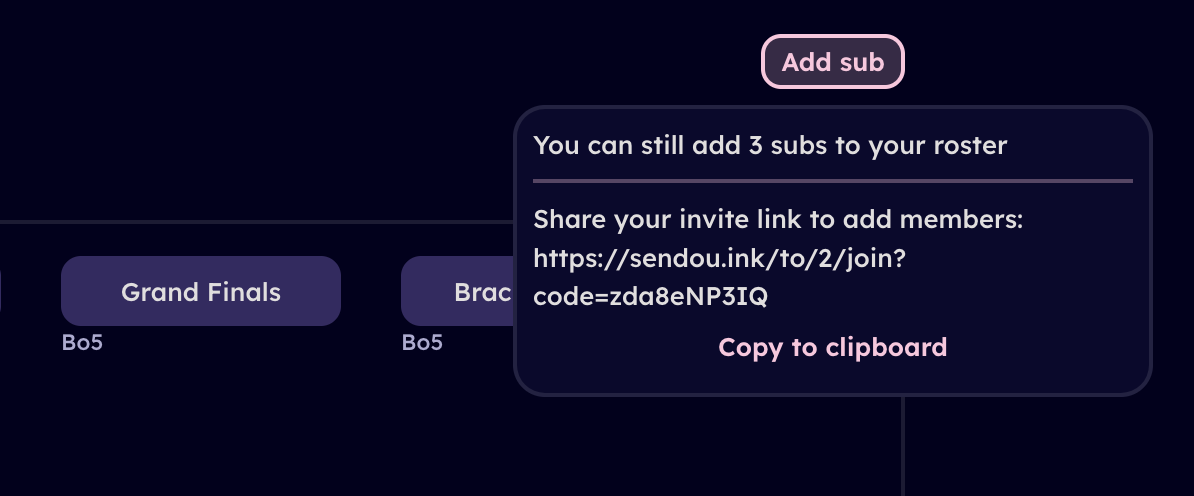 Add sub
You can still add 3 subs to your roster
Share your invite link to add members:
https://sendou.ink/to/2/join?
code=zda8eNP3IQ
Copy to clipboard
Grand Finals
Brac
Bo5
Bo5